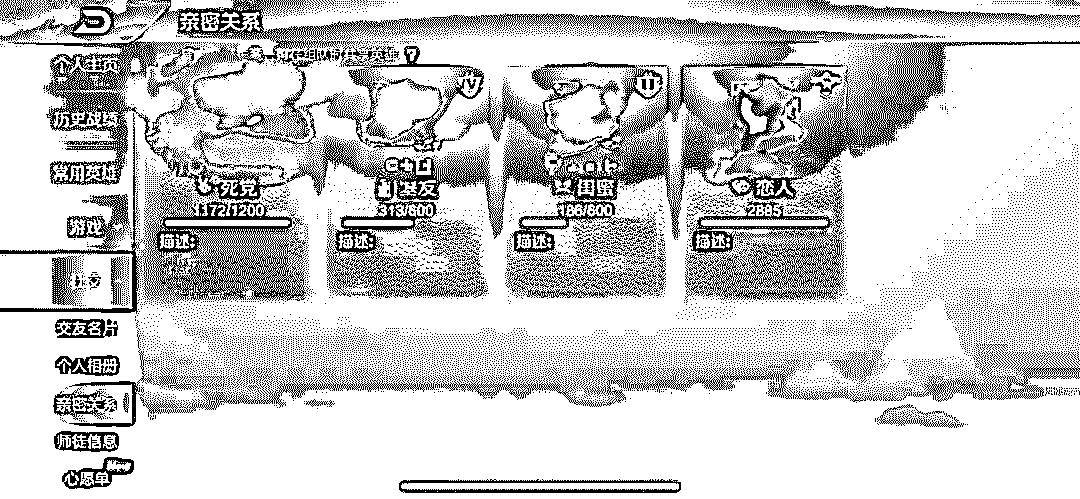 亲密关系
个人主页
历史战绩
常用英雄
游戏
社交
交友名片
个人相册
亲密关系
师徒信息
心愿单
IV
死党
1172/1200
描述:
基友
313/600
描述:
闺蜜
186/600
描述:
恋人
2895
描述: